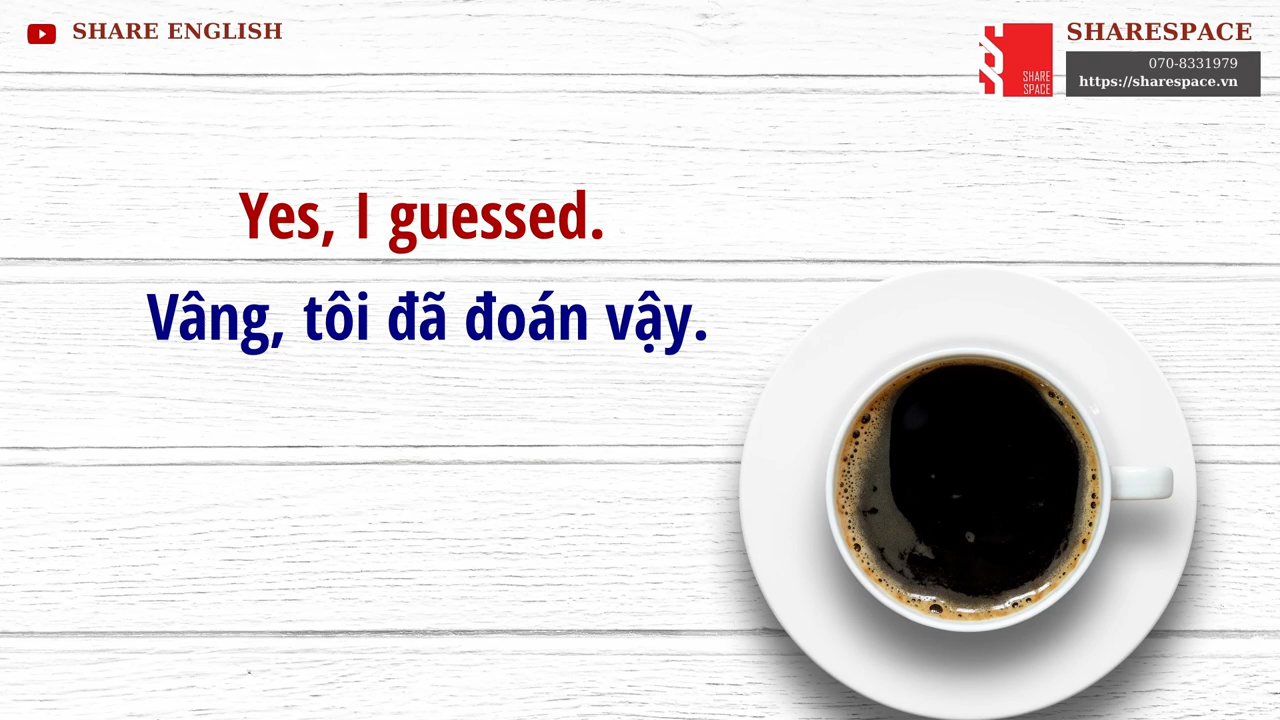 SHARE ENGLISH
SHARESPACE
070-8331979
https://sharespace.vn
SHARE
SPACE
Yes, I guessed.
Vâng, tôi đã đoán vậy.